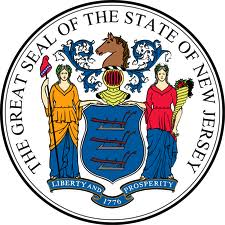 THE GREAT SEAL OF THE STATE OF NEW JERSEY
LIBERTY AND PROSPERITY
1776